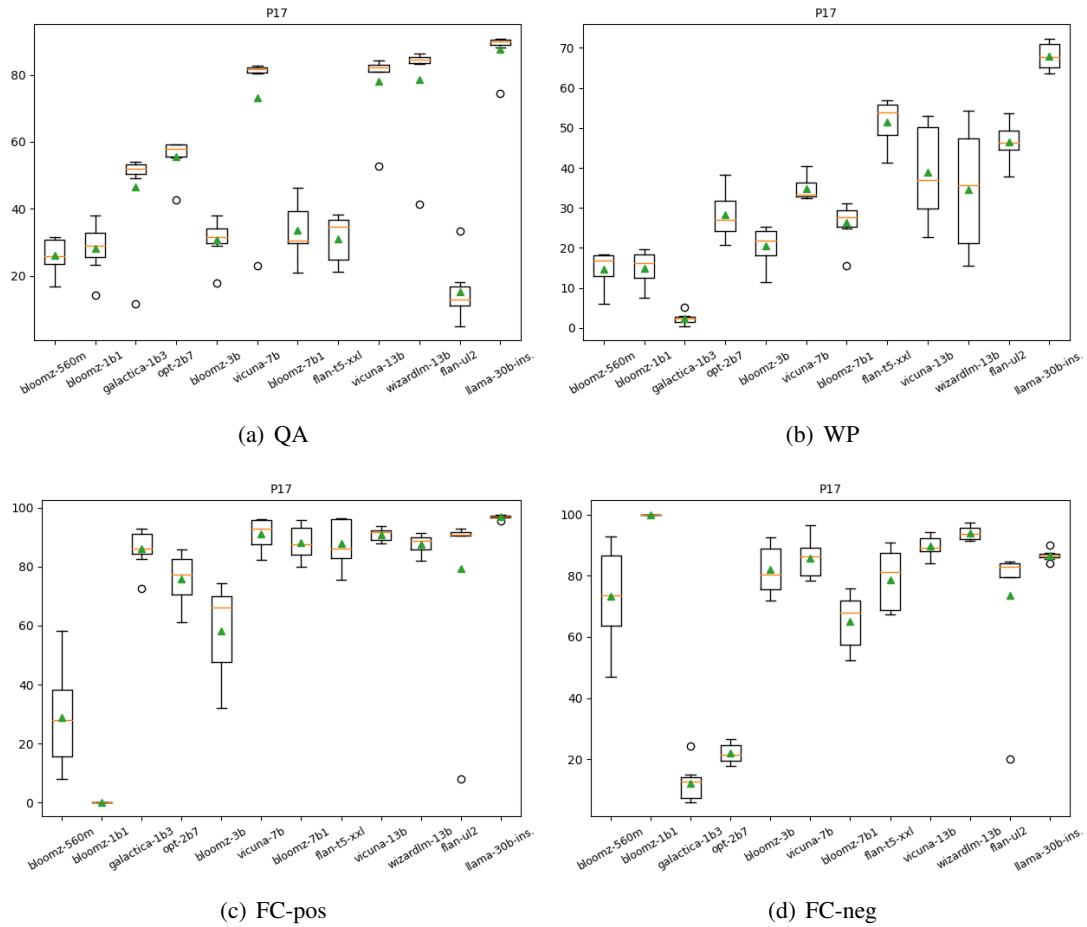 P17
80
60
40
20
bloomz-560m
bloomz-1b1
galactica-1b3
opt-2b7
bloomz-3b
vicuna-7b
bloomz-7b1
flan-t5-xxl
vicuna-13b
wizardlm-13b
flan-ul2
llama-30b-ins.
(a) QA
P17
70
60
50
40
30
20
10
0
bloomz-560m
bloomz-1b1
galactica-1b3
opt-2b7
bloomz-3b
vicuna-7b
bloomz-7b1
flan-t5-xxl
vicuna-13b
wizardlm-13b
flan-ul2
llama-30b-ins.
(b) WP
P17
100
80
60
40
20
0
bloomz-560m
bloomz-1b1
galactica-1b3
opt-2b7
bloomz-3b
vicuna-7b
bloomz-7b1
flan-t5-xxl
vicuna-13b
wizardlm-13b
flan-ul2
llama-30b-ins.
(c) FC-pos
P17
100
80
60
40
20
bloomz-560m
bloomz-1b1
galactica-1b3
opt-2b7
bloomz-3b
vicuna-7b
bloomz-7b1
flan-t5-xxl
vicuna-13b
wizardlm-13b
flan-ul2
llama-30b-ins.
(d) FC-neg